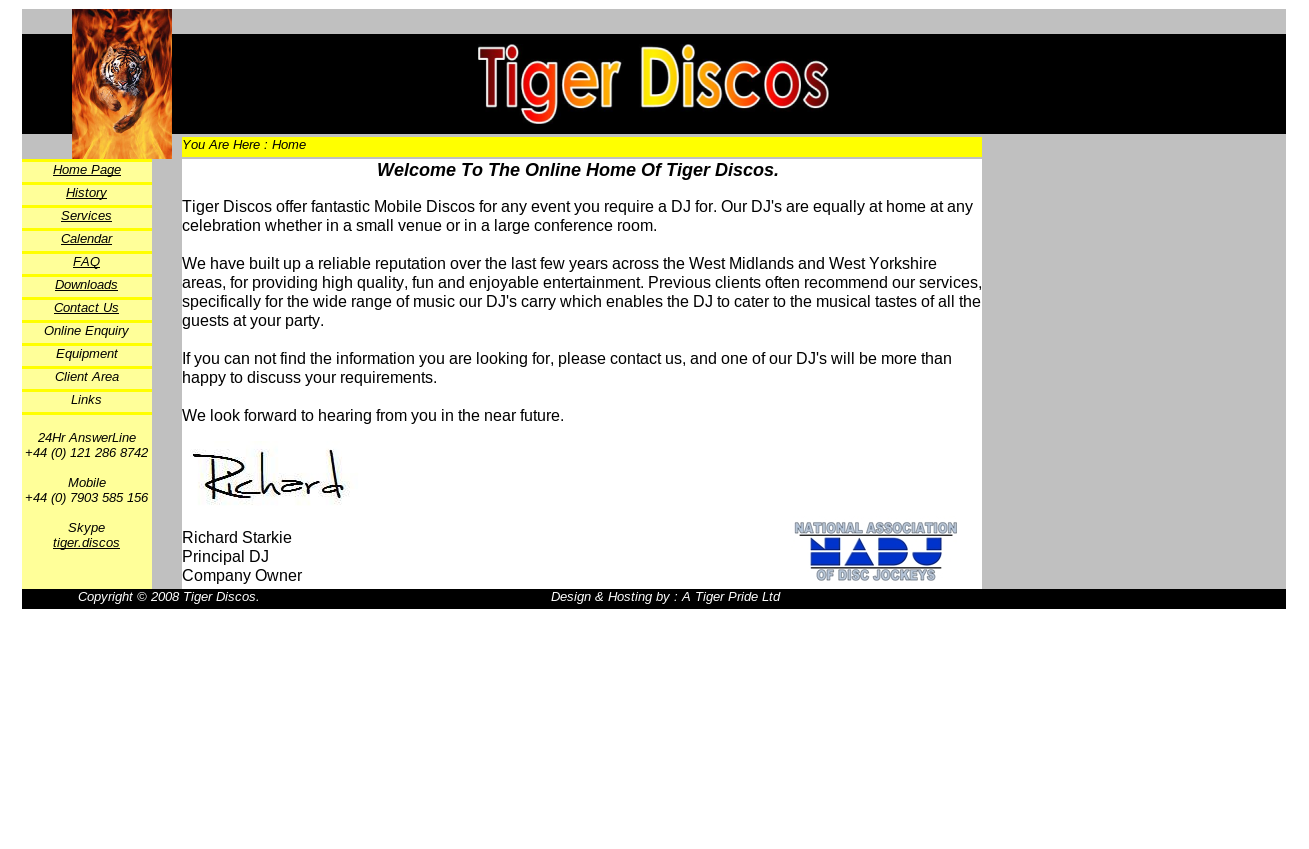 Tiger Discos
You Are Here : Home
Home Page
History
Services
Calendar
FAQ
Downloads
Contact Us
Online Enquiry
Equipment
Client Area
Links
24Hr AnswerLine
+44 (0) 121 286 8742
Mobile
+44 (0) 7903 585 156
Skype
tiger.discos
Welcome To The Online Home Of Tiger Discos.
Tiger Discos offer fantastic Mobile Discos for any event you require a DJ for. Our DJ's are equally at home at any
celebration whether in a small venue or in a large conference room.
We have built up a reliable reputation over the last few years across the West Midlands and West Yorkshire
areas, for providing high quality, fun and enjoyable entertainment. Previous clients often recommend our services,
specifically for the wide range of music our DJ's carry which enables the DJ to cater to the musical tastes of all the
guests at your party.
If you can not find the information you are looking for, please contact us, and one of our DJ's will be more than
happy to discuss your requirements.
We look forward to hearing from you in the near future.
Richard
Richard Starkie
Principal DJ
Company Owner
NATIONAL ASSOCIATION
NADJ
OF DISC JOCKEYS
Copyright © 2008 Tiger Discos.
Design & Hosting by : A Tiger Pride Ltd